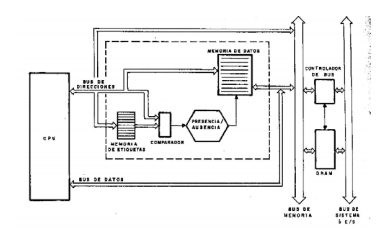 MEMORIA DE DATOS
BUS DE
DIRECCIONES
CONTROLADOR
DE BUS
CPU
PRESENCIA/
AUSENCIA
MEMORIA
DE ETIQUETAS
COMPARADOR
DRAM
BUS DE DATOS
BUS DE
MEMORIA
BUS DE
SISTEMA
ó E/S